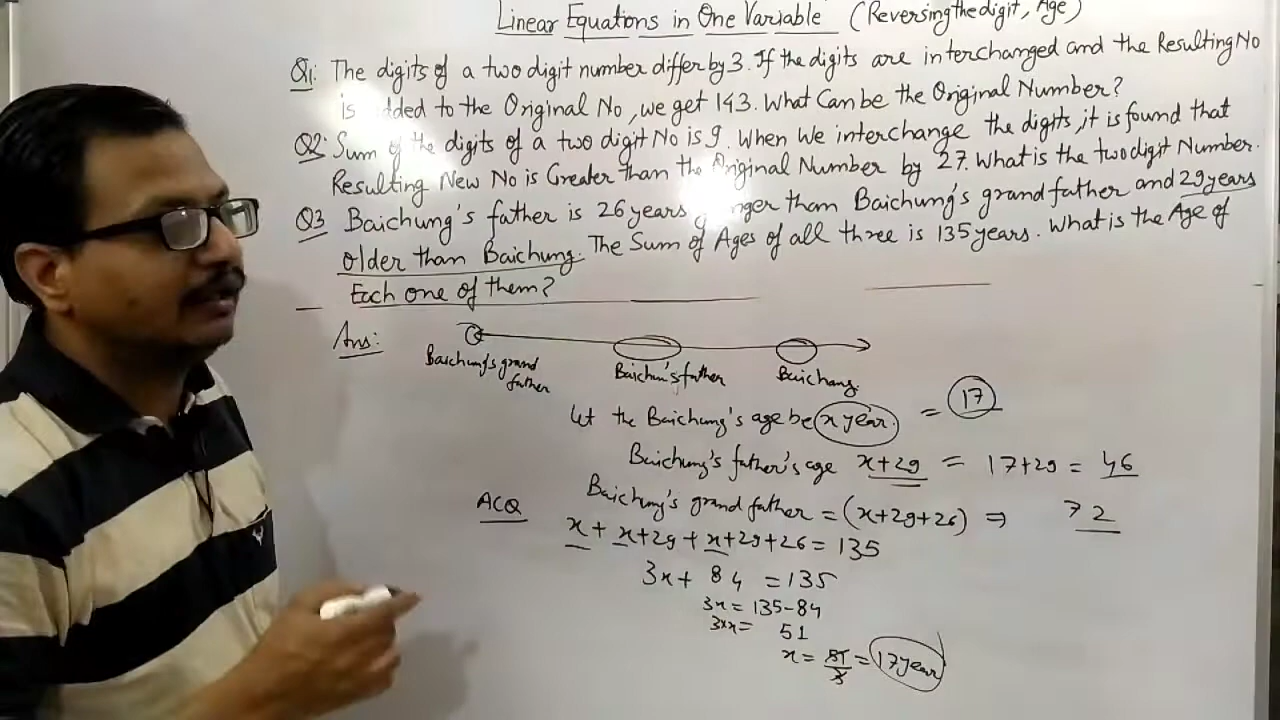 Linear Equations in One Variable (Reversing the digit, Age)
Q1: The digits of a two digit number differ by 3. If the digits are interchanged and the Resulting No
is dded to the Original No, we get 143. What Can be the Original Number?
Q2: Sum of the digits of a two digit No is 9. When we interchange the digits, it is found that
Resulting New No is Greater than the Original Number by 27. What is the two digit Number.
Q3 Baichung's father is 26 years nger than Baichung's grand father and 29 years
older than Baichung. The Sum of Ages of all three is 135 years. What is the Age of
Each one of them?
Ans:
Baichung's grand father
Baichun's father
Baichang
let the Baichung's age be x year. = 17
Baichung's father's age x+29 = 17+29 = 46
Baichung's grand father = (x+29+26) ⇒ 72
ACQ
x + x+29 + x+29+26 = 135
3x + 84 = 135
3x = 135-84
3×x = 51
x = 51/3 = 17 year